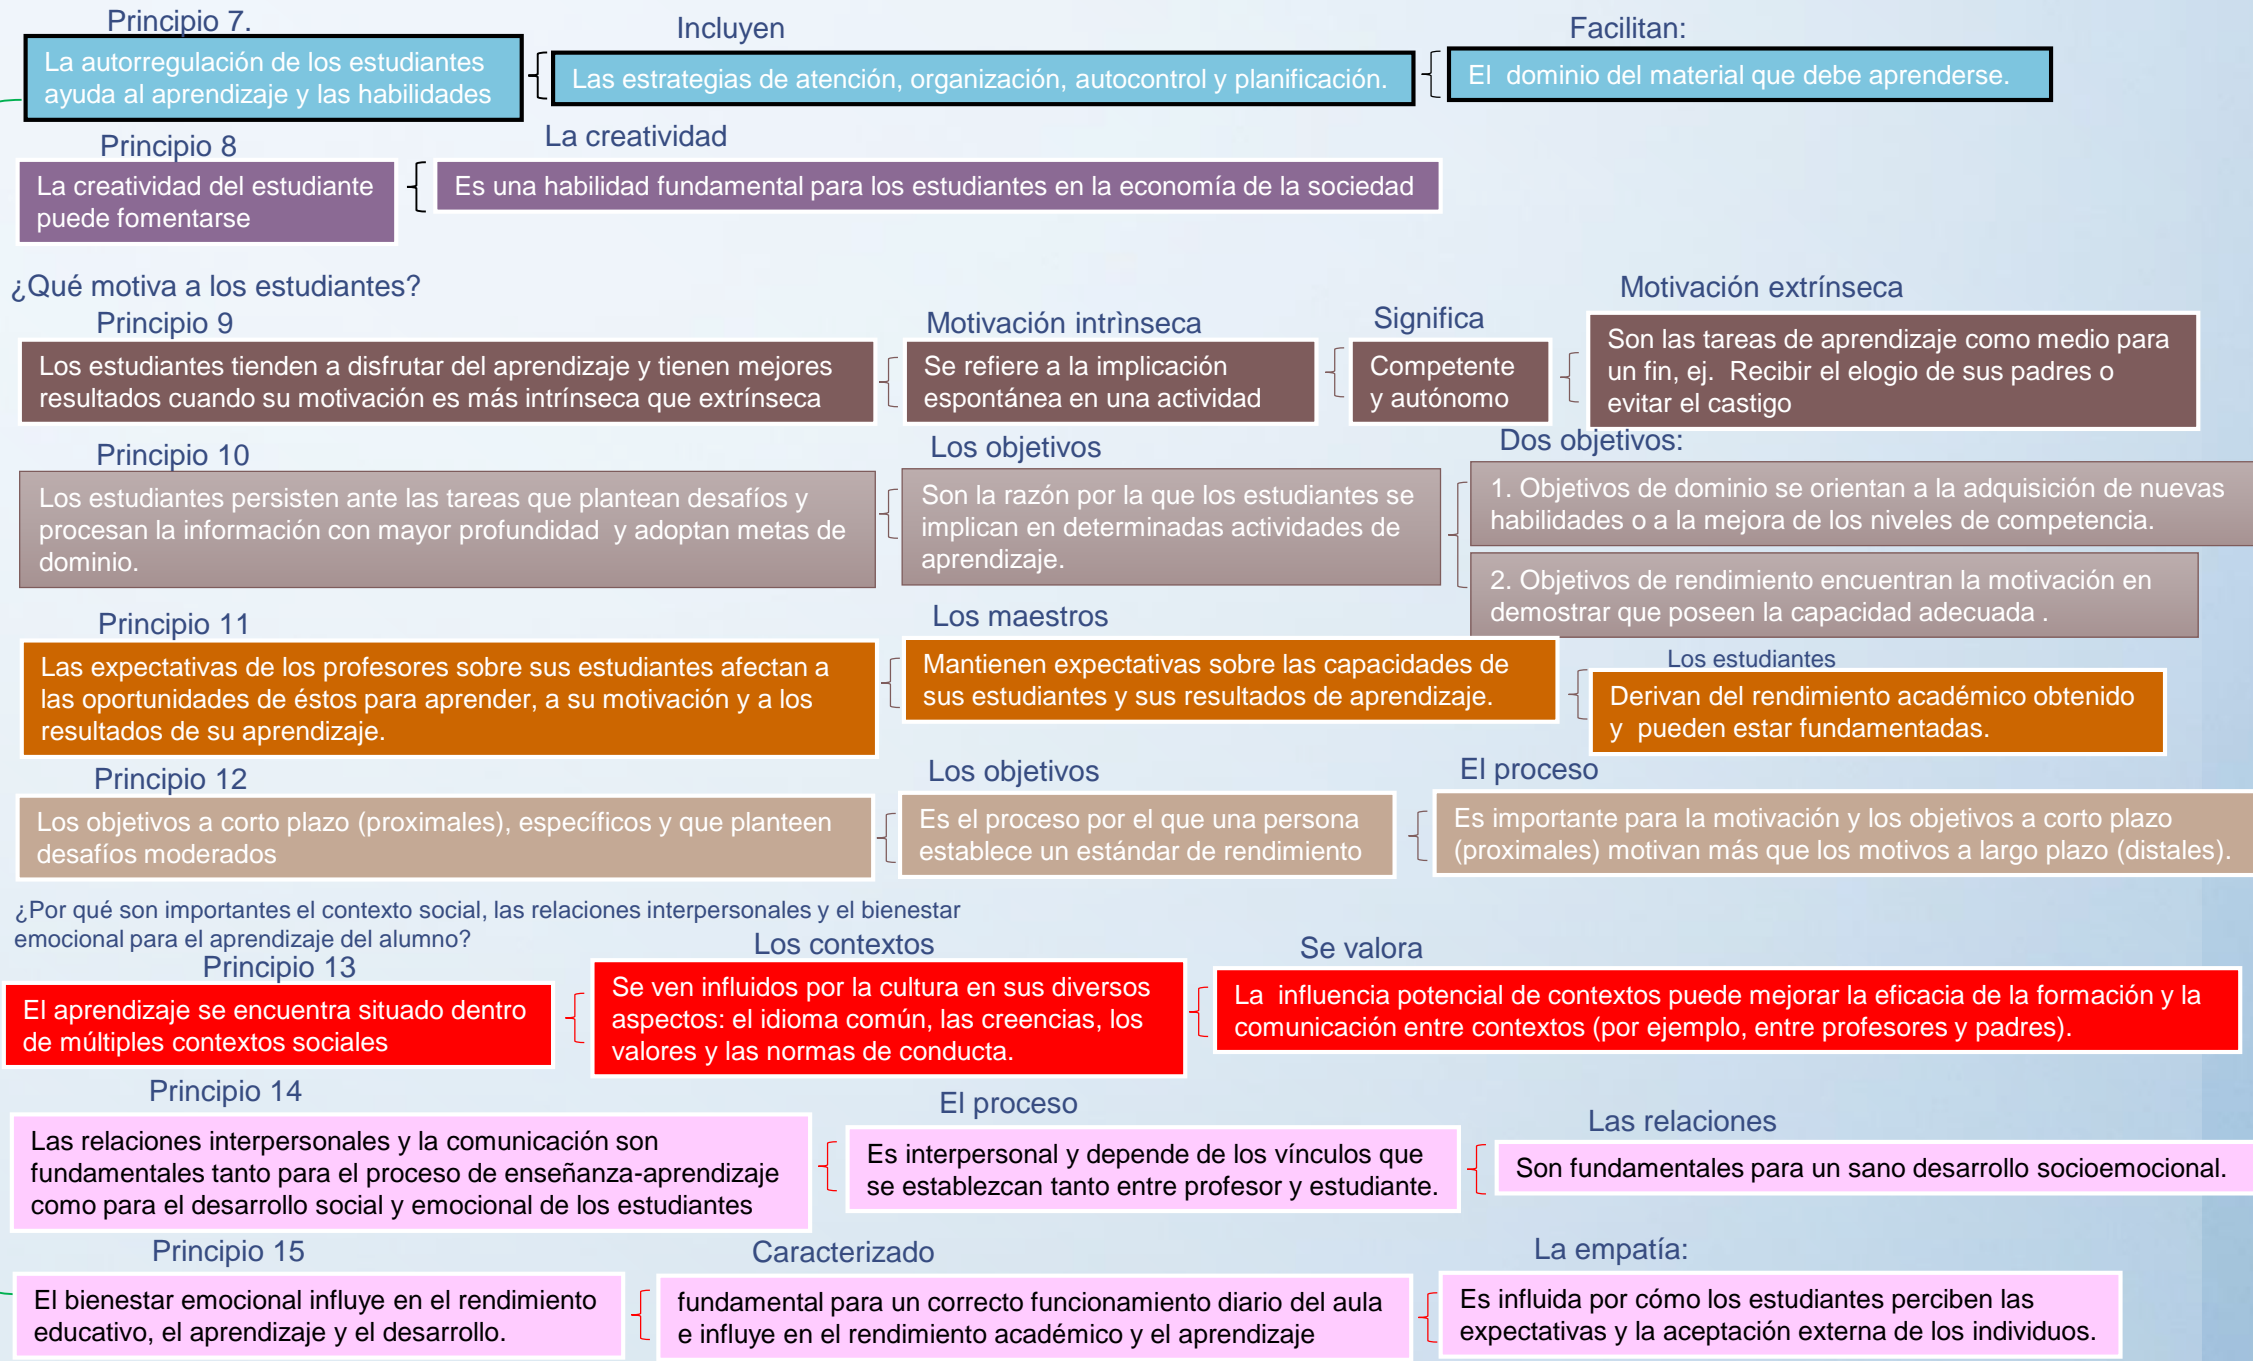 Principio 7.
La autorregulación de los estudiantes
ayuda al aprendizaje y las habilidades
Incluyen
Las estrategias de atención, organización, autocontrol y planificación.
Facilitan:
El  dominio del material que debe aprenderse.
Principio 8
La creatividad del estudiante
puede fomentarse
La creatividad
Es una habilidad fundamental para los estudiantes en la economía de la sociedad
¿Qué motiva a los estudiantes?
Principio 9
Los estudiantes tienden a disfrutar del aprendizaje y tienen mejores
resultados cuando su motivación es más intrínseca que extrínseca
Motivación intrìnseca
Se refiere a la implicación
espontánea en una actividad
Significa
Competente
y autónomo
Motivación extrínseca
Son las tareas de aprendizaje como medio para
un fin, ej.  Recibir el elogio de sus padres o
evitar el castigo
Principio 10
Los estudiantes persisten ante las tareas que plantean desafíos y
procesan la información con mayor profundidad  y adoptan metas de
dominio.
Los objetivos
Son la razón por la que los estudiantes se
implican en determinadas actividades de
aprendizaje.
Dos objetivos:
1. Objetivos de dominio se orientan a la adquisición de nuevas
habilidades o a la mejora de los niveles de competencia.
2. Objetivos de rendimiento encuentran la motivación en
demostrar que poseen la capacidad adecuada .
Principio 11
Las expectativas de los profesores sobre sus estudiantes afectan a
las oportunidades de éstos para aprender, a su motivación y a los
resultados de su aprendizaje.
Los maestros
Mantienen expectativas sobre las capacidades de
sus estudiantes y sus resultados de aprendizaje.
Los estudiantes
Derivan del rendimiento académico obtenido
y  pueden estar fundamentadas.
Principio 12
Los objetivos a corto plazo (proximales), específicos y que planteen
desafíos moderados
Los objetivos
Es el proceso por el que una persona
establece un estándar de rendimiento
El proceso
Es importante para la motivación y los objetivos a corto plazo
(proximales) motivan más que los motivos a largo plazo (distales).
¿Por qué son importantes el contexto social, las relaciones interpersonales y el bienestar
emocional para el aprendizaje del alumno?
Principio 13
El aprendizaje se encuentra situado dentro
de múltiples contextos sociales
Los contextos
Se ven influidos por la cultura en sus diversos
aspectos: el idioma común, las creencias, los
valores y las normas de conducta.
Se valora
La  influencia potencial de contextos puede mejorar la eficacia de la formación y la
comunicación entre contextos (por ejemplo, entre profesores y padres).
Principio 14
Las relaciones interpersonales y la comunicación son
fundamentales tanto para el proceso de enseñanza-aprendizaje
como para el desarrollo social y emocional de los estudiantes
El proceso
Es interpersonal y depende de los vínculos que
se establezcan tanto entre profesor y estudiante.
Las relaciones
Son fundamentales para un sano desarrollo socioemocional.
Principio 15
El bienestar emocional influye en el rendimiento
educativo, el aprendizaje y el desarrollo.
Caracterizado
fundamental para un correcto funcionamiento diario del aula
e influye en el rendimiento académico y el aprendizaje
La empatía:
Es influida por cómo los estudiantes perciben las
expectativas y la aceptación externa de los individuos.